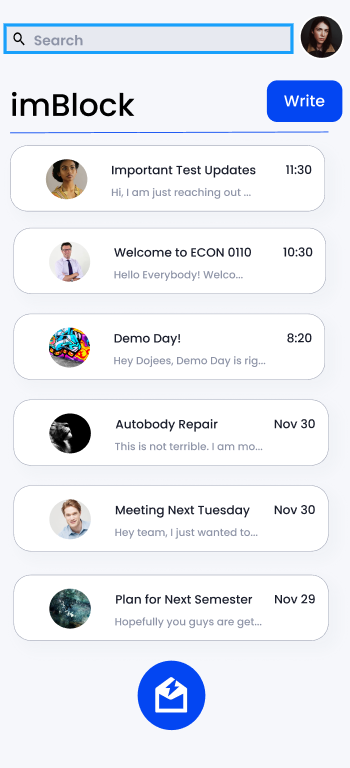 Search
imBlock
Write
Important Test Updates 11:30
Hi, I am just reaching out ...
Welcome to ECON 0110 10:30
Hello Everybody! Welco...
Demo Day! 8:20
Hey Dojees, Demo Day is rig...
Autobody Repair Nov 30
This is not terrible. I am mo...
Meeting Next Tuesday Nov 30
Hey team, I just wanted to...
Plan for Next Semester Nov 29
Hopefully you guys are get...